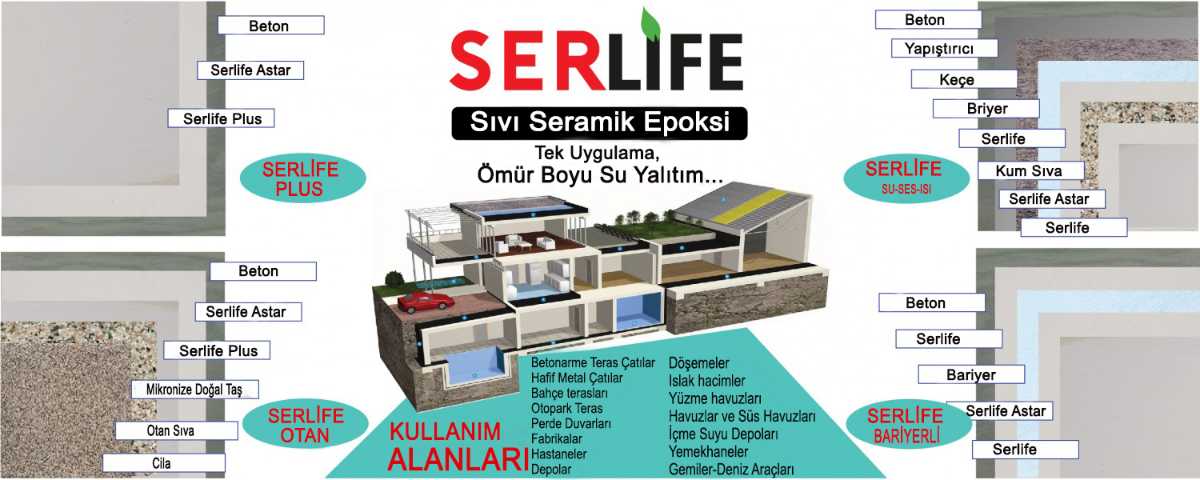 Beton
Serlife Astar
Serlife Plus
SERLİFE
PLUS
Beton
Serlife Astar
Serlife Plus
Mikronize Doğal Taş
Otan Sıva
Cila
SERLİFE
OTAN
SERLİFE
Sıvı Seramik Epoksi
Tek Uygulama,
Ömür Boyu Su Yalıtım...
KULLANIM
ALANLARI
Betonarme Teras Çatılar
Hafif Metal Çatılar
Bahçe terasları
Otopark Teras
Perde Duvarları
Fabrikalar
Hastaneler
Depolar
Döşemeler
Islak hacimler
Yüzme havuzları
Havuzlar ve Süs Havuzları
İçme Suyu Depoları
Yemekhaneler
Gemiler-Deniz Araçları
Beton
Yapıştırıcı
Keçe
Briyer
Serlife
Kum Sıva
Serlife Astar
Serlife
SERLİFE
SU-SES-ISI
Beton
Serlife
Bariyer
Serlife Astar
Serlife
SERLİFE
BARİYERLİ